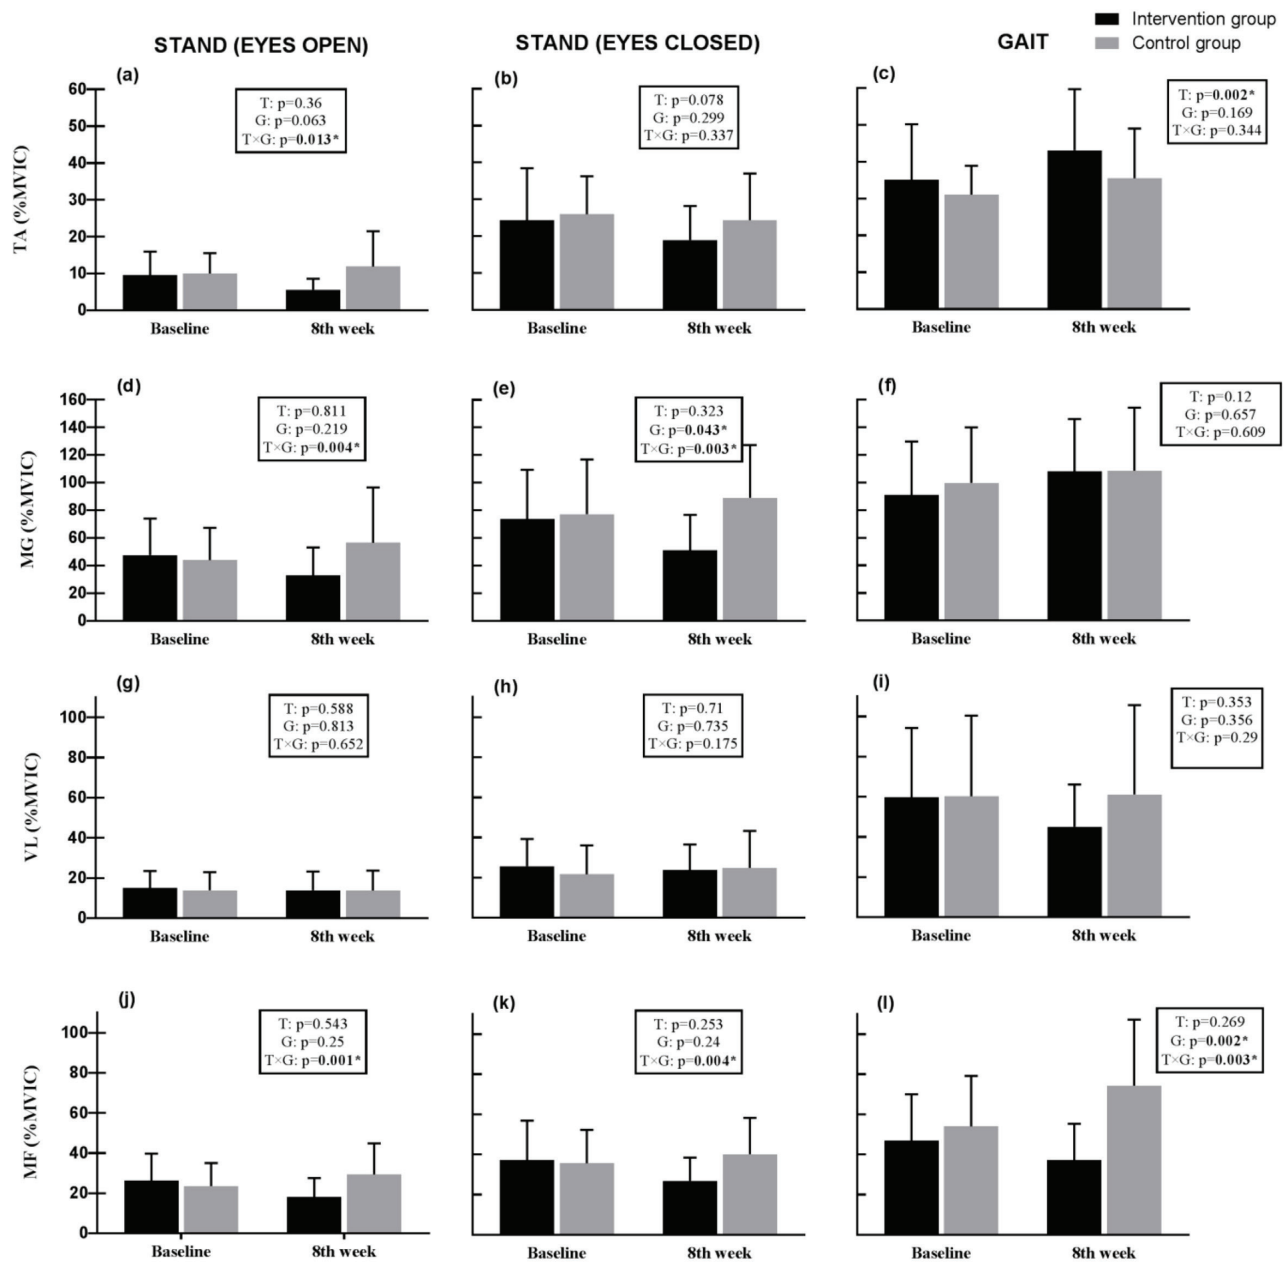 Intervention group
Control group
STAND (EYES OPEN)
STAND (EYES CLOSED)
GAIT
(a)
TA (%MVIC)
60
50
40
30
20
10
0
T: p=0.36
G: p=0.063
T×G: p=0.013*
Baseline
8th week
(b)
T: p=0.078
G: p=0.299
T×G: p=0.337
Baseline
8th week
(c)
T: p=0.002*
G: p=0.169
T×G: p=0.344
Baseline
8th week
(d)
MG (%MVIC)
160
140
120
100
80
60
40
20
0
T: p=0.811
G: p=0.219
T×G: p=0.004*
Baseline
8th week
(e)
T: p=0.323
G: p=0.043*
T×G: p=0.003*
Baseline
8th week
(f)
T: p=0.12
G: p=0.657
T×G: p=0.609
Baseline
8th week
(g)
VL (%MVIC)
100
80
60
40
20
0
T: p=0.588
G: p=0.813
T×G: p=0.652
Baseline
8th week
(h)
T: p=0.71
G: p=0.735
T×G: p=0.175
Baseline
8th week
(i)
T: p=0.353
G: p=0.356
T×G: p=0.29
Baseline
8th week
(j)
MF (%MVIC)
100
80
60
40
20
0
T: p=0.543
G: p=0.25
T×G: p=0.001*
Baseline
8th week
(k)
T: p=0.253
G: p=0.24
T×G: p=0.004*
Baseline
8th week
(l)
T: p=0.269
G: p=0.002*
T×G: p=0.003*
Baseline
8th week